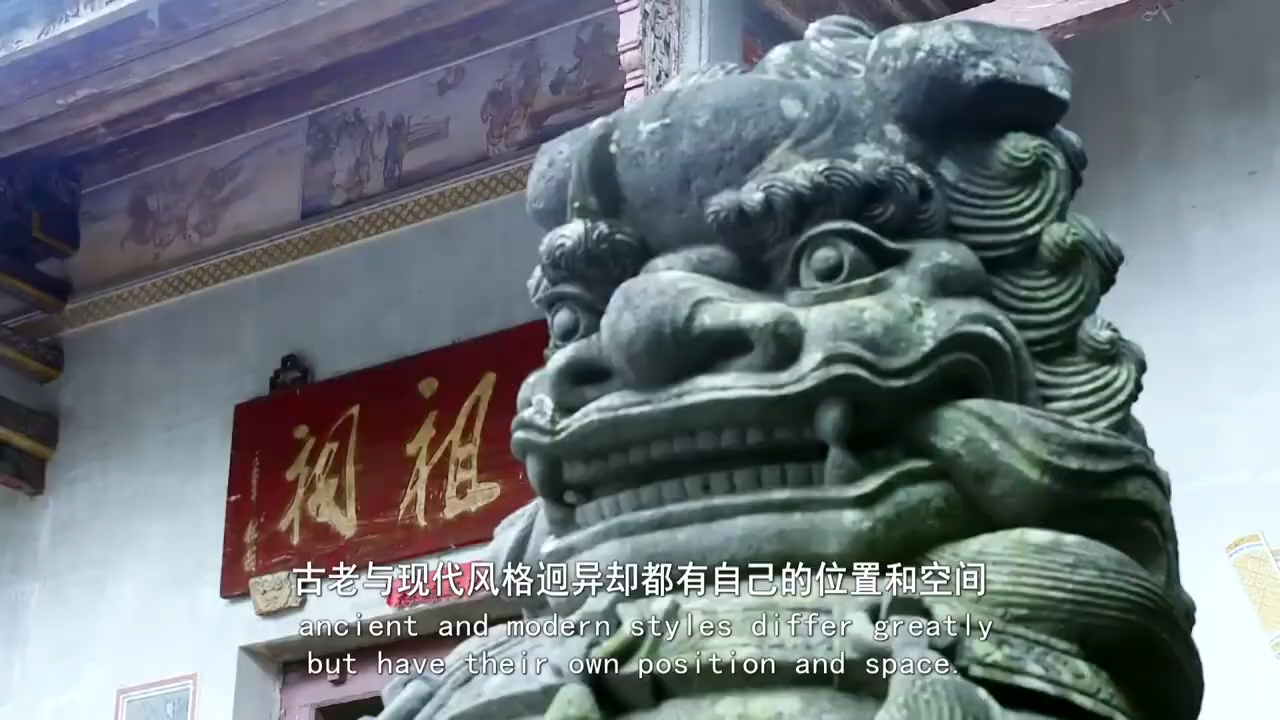 祖祠
古老与现代风格迥异却都有自己的位置和空间
ancient and modern styles differ greatly
but have their own position and space.